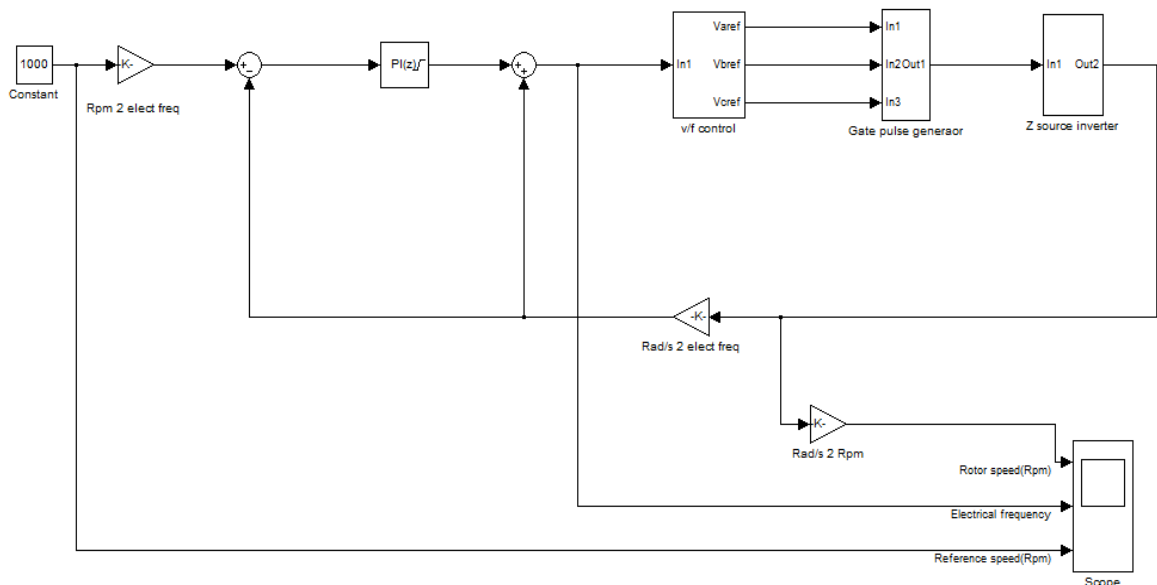 1000
Constant
K-
Rpm 2 elect freq
PI(z)
In1
Varef
Vbref
Vcref
v/f control
In1
In2
Out1
In3
Gate pulse generaor
In1
Out2
Z source inverter
-K-
Rad/s 2 elect freq
-K-
Rad/s 2 Rpm
Rotor speed(Rpm)
Electrical frequency
Reference speed(Rpm)
Scope